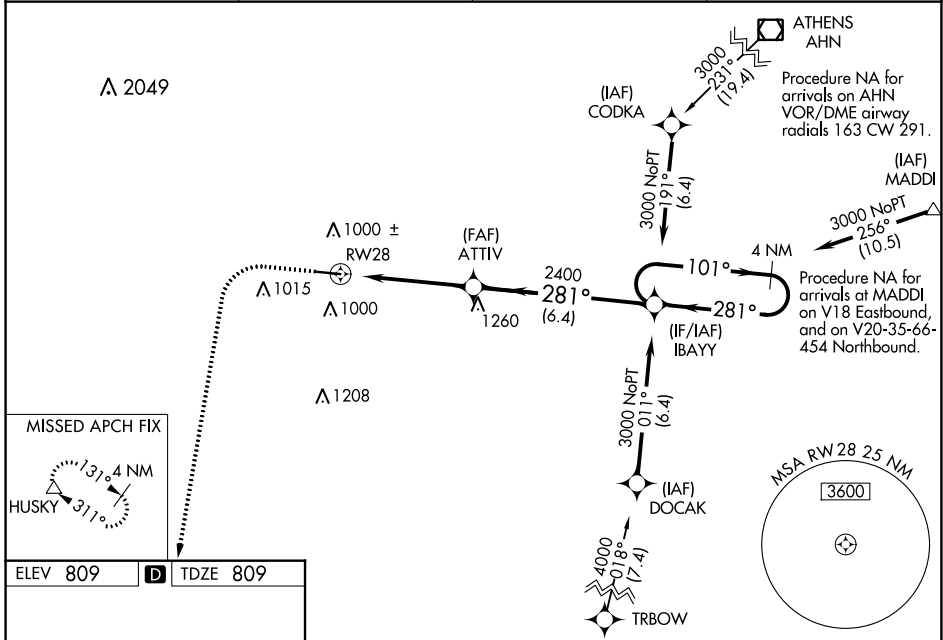 ATHENS
AHN
2049
3000
231°
(19.4)
Procedure NA for
arrivals on AHN
VOR/DME airway
radials 163 CW 291.
(IAF)
CODKA
(IAF)
MADDI
3000 NoPT
191°
(6.4)
3000 NoPT
256°
(10.5)
1000 ±
RW28
(FAF)
ATTIV
4 NM
101°
1015
1000
2400
281°
(6.4)
1260
281°
(IF/IAF)
IBAYY
Procedure NA for
arrivals at MADDI
on V18 Eastbound,
and on V20-35-66-
454 Northbound.
1208
3000 NoPT
011°
(6.4)
MISSED APCH FIX
131°
4 NM
HUSKY
311°
(IAF)
DOCAK
MSA RW 28 25 NM
3600
4000
018°
(7.4)
TRBOW
ELEV 809 D TDZE 809